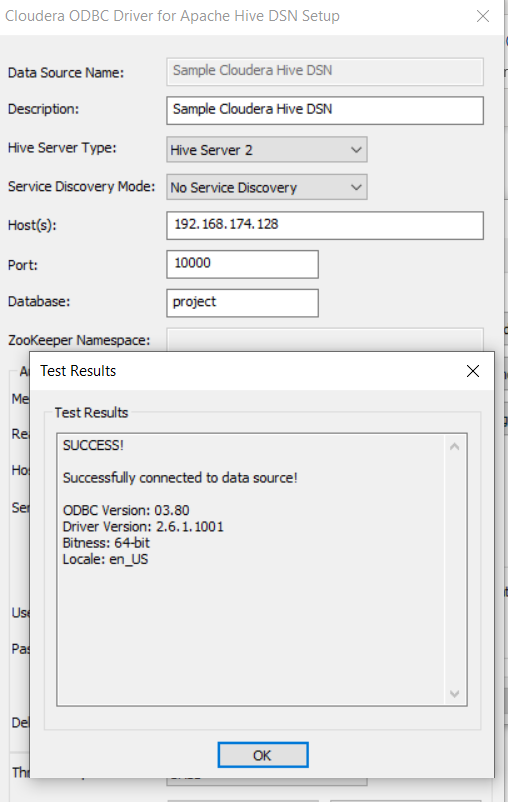 Cloudera ODBC Driver for Apache Hive DSN Setup
Data Source Name: Sample Cloudera Hive DSN
Description: Sample Cloudera Hive DSN
Hive Server Type: Hive Server 2
Service Discovery Mode: No Service Discovery
Host(s): 192.168.174.128
Port: 10000
Database: project
ZooKeeper Namespace:
Test Results
Test Results
SUCCESS!
Successfully connected to data source!
ODBC Version: 03.80
Driver Version: 2.6.1.1001
Bitness: 64-bit
Locale: en_US
OK